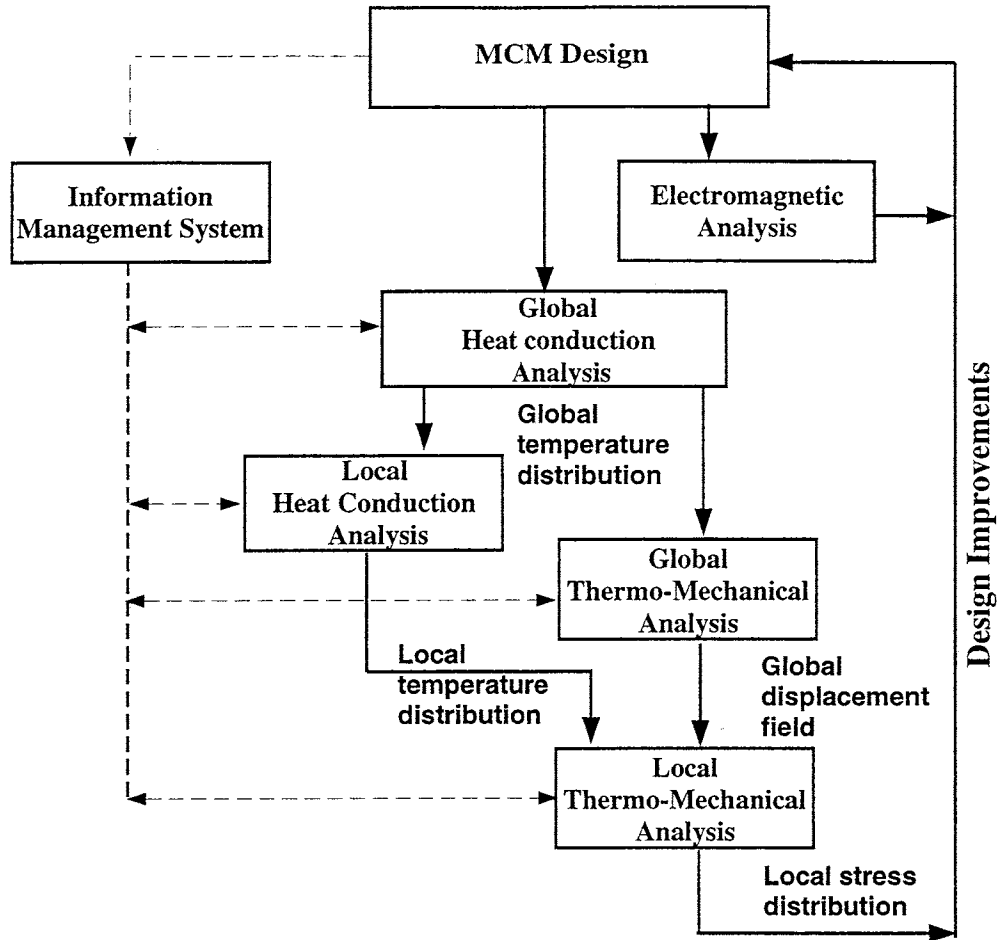 MCM Design
Information
Management System
Electromagnetic
Analysis
Global
Heat conduction
Analysis
Global
temperature
distribution
Local
Heat Conduction
Analysis
Global
Thermo-Mechanical
Analysis
Local
temperature
distribution
Global
displacement
field
Local
Thermo-Mechanical
Analysis
Local stress
distribution
Design Improvements